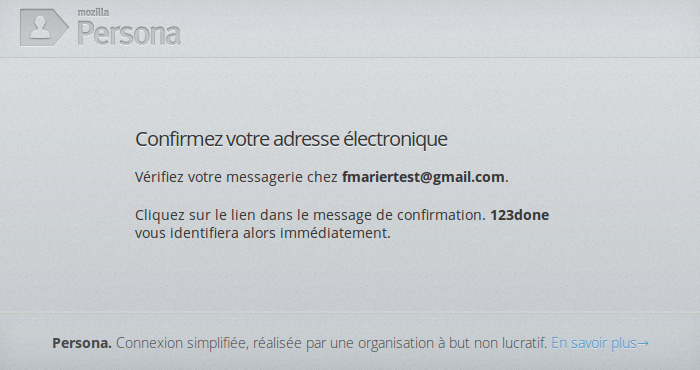 mozilla
Persona
Confirmez votre adresse électronique
Vérifiez votre messagerie chez fmariertest@gmail.com.
Cliquez sur le lien dans le message de confirmation. 123done
vous identifiera alors immédiatement.
Persona. Connexion simplifiée, réalisée par une organisation à but non lucratif. En savoir plus→